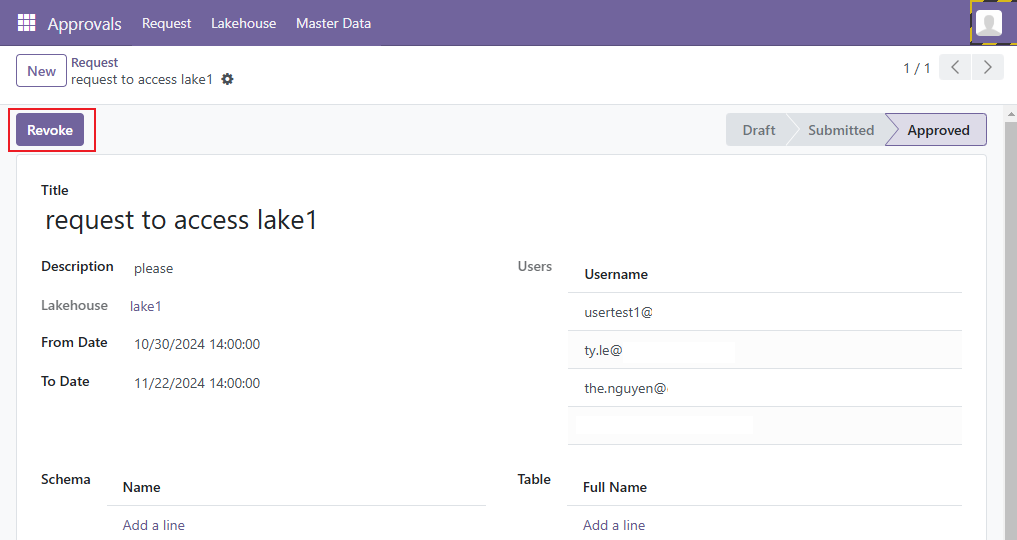 Approvals Request Lakehouse Master Data
New
Request
request to access lake1
1 / 1
Revoke
Draft Submitted Approved
Title
request to access lake1
Description please
Lakehouse lake1
From Date 10/30/2024 14:00:00
To Date 11/22/2024 14:00:00
Users
Username
usertest1@
ty.le@
the.nguyen@
Schema
Name
Add a line
Table
Full Name
Add a line